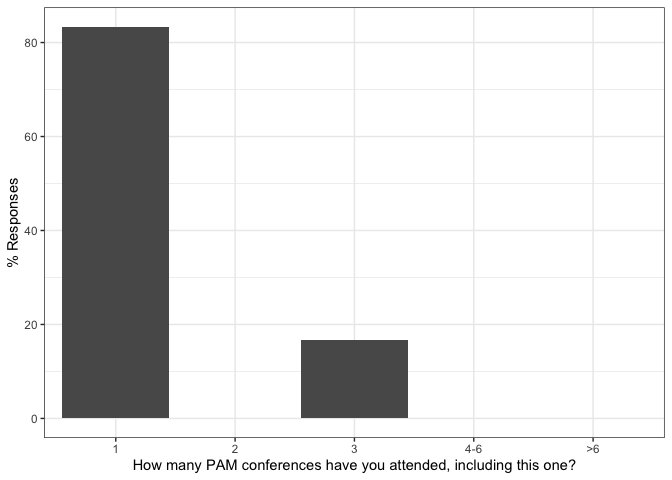 % Responses
80
60
40
20
0
1 2 3 4-6 >6
How many PAM conferences have you attended, including this one?